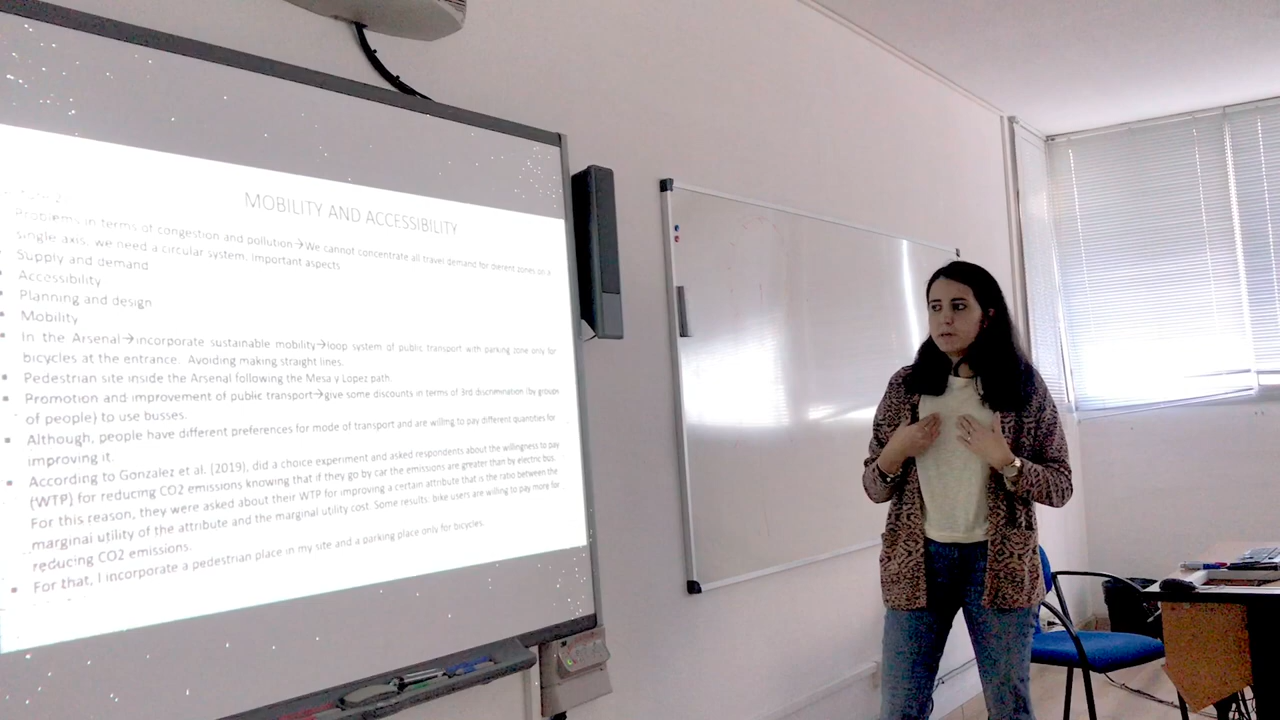 MOBILITY AND ACCESSIBILITY
Problems in terms of congestion and pollution→We cannot concentrate all travel demand for diferent zones on a
single axis, we need a circular system. Important aspects
Supply and demand
Accessibility
Planning and design
Mobility
In the Arsenal→incorporate sustainable mobility→loop system of public transport with parking zone only for
bicycles at the entrance. Avoiding making straight lines.
Pedestrian site inside the Arsenal following the Mesa y Lopez path
Promotion and improvement of public transport→give some discounts in terms of 3rd discrimination (by groups
of people) to use busses.
Although, people have different preferences for mode of transport and are willing to pay different quantities for
improving it.
According to Gonzalez et al. (2019), did a choice experiment and asked respondents about the willingness to pay
(WTP) for reducing CO2 emissions knowing that if they go by car the emissions are greater than by electric bus.
For this reason, they were asked about their WTP for improving a certain attribute that is the ratio between the
marginal utility of the attribute and the marginal utility cost. Some results: bike users are willing to pay more for
reducing CO2 emissions.
For that, I incorporate a pedestrian place in my site and a parking place only for bicycles.